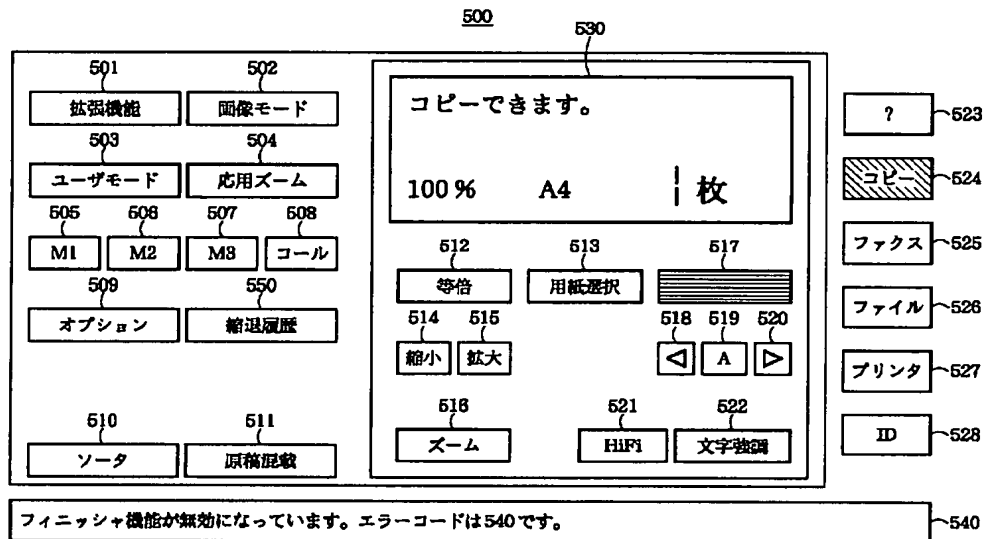 500
530
501 502
拡張機能 画像モード
503 504
ユーザモード 応用ズーム
505 506 507 508
M1 M2 M3 コール
509 550
オプション 縮退履歴
510 511
ソータ 原稿混載
コピーできます。
100% A4 1 枚
512 513 517
等倍 用紙選択
514 515 518 519 520
縮小 拡大 A
516 521 522
ズーム HiFi 文字強調
? 523
コピー 524
ファクス 525
ファイル 526
プリンタ 527
ID 528
フィニッシャ機能が無効になっています。エラーコードは540です。 540